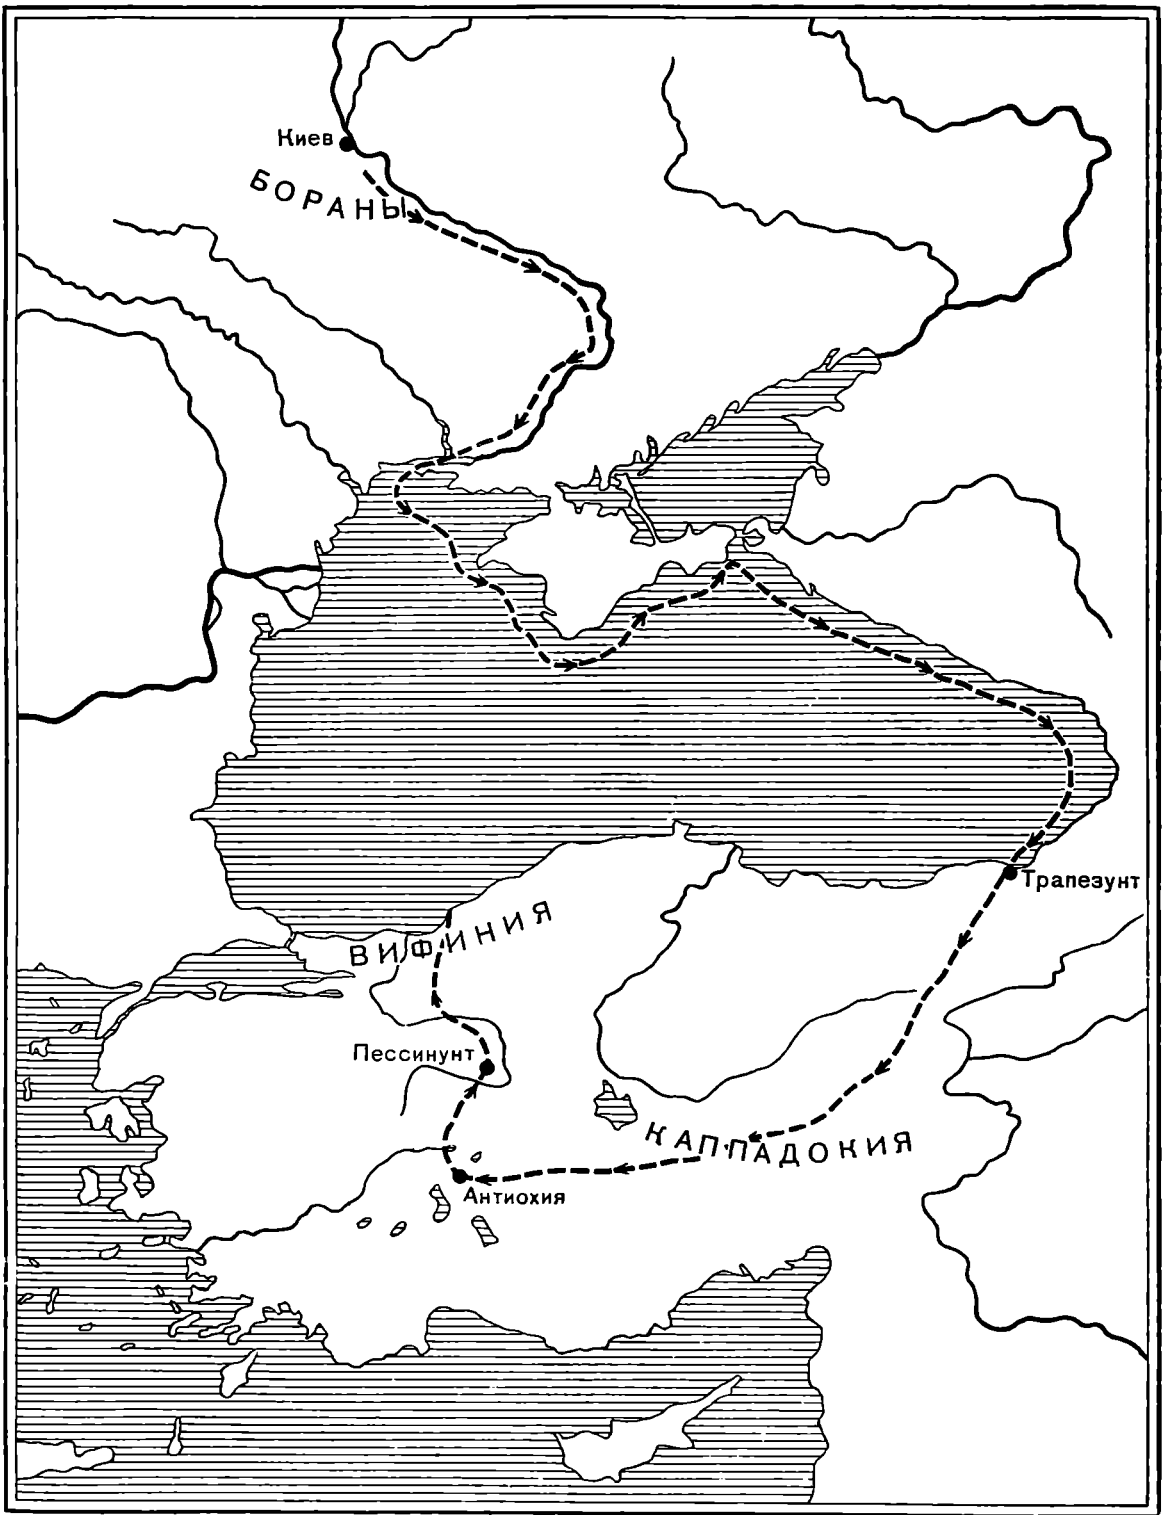 Киев
БОРАНЫ
Трапезунт
ВИФИНИЯ
Пессинунт
КАППАДОКИЯ
Антиохия